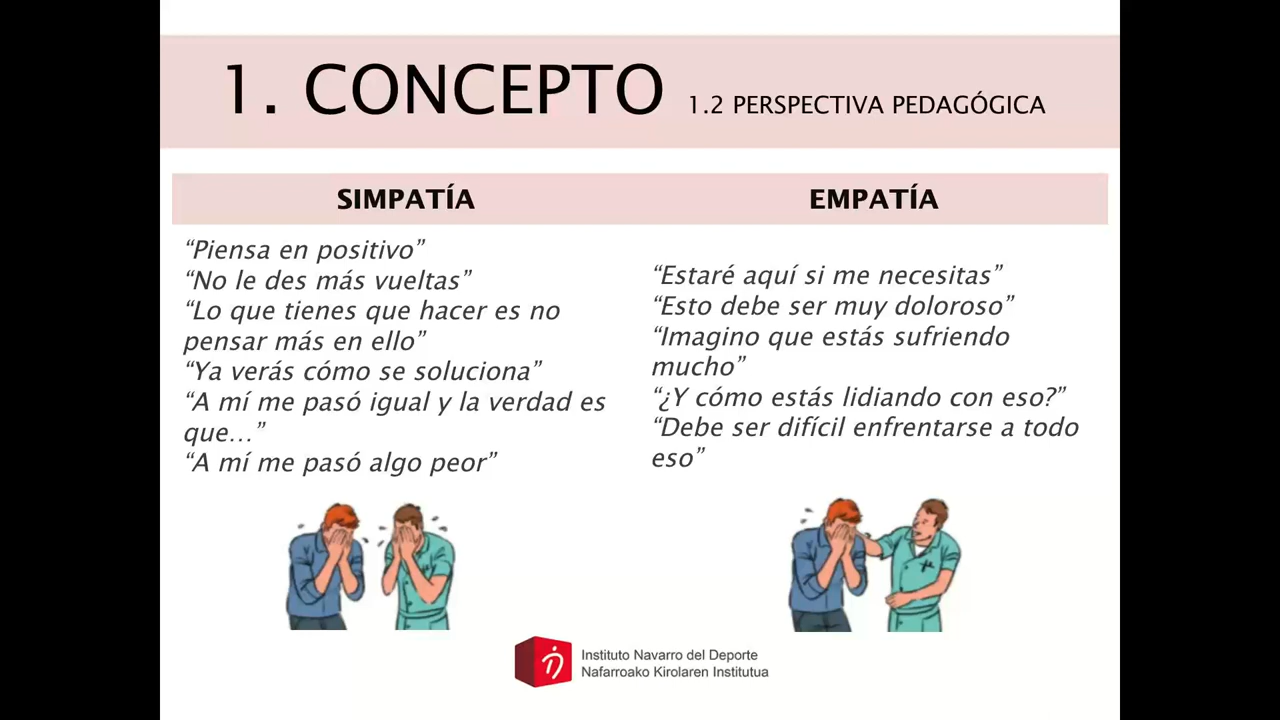 1. CONCEPTO 1.2 PERSPECTIVA PEDAGÓGICA
SIMPATÍA
“Piensa en positivo”
“No le des más vueltas”
“Lo que tienes que hacer es no
pensar más en ello”
“Ya verás cómo se soluciona”
“A mí me pasó igual y la verdad es
que…”
“A mí me pasó algo peor”
EMPATÍA
“Estaré aquí si me necesitas”
“Esto debe ser muy doloroso”
“Imagino que estás sufriendo
mucho”
“¿Y cómo estás lidiando con eso?”
“Debe ser difícil enfrentarse a todo
eso”
Instituto Navarro del Deporte
Nafarroako Kirolaren Institutua